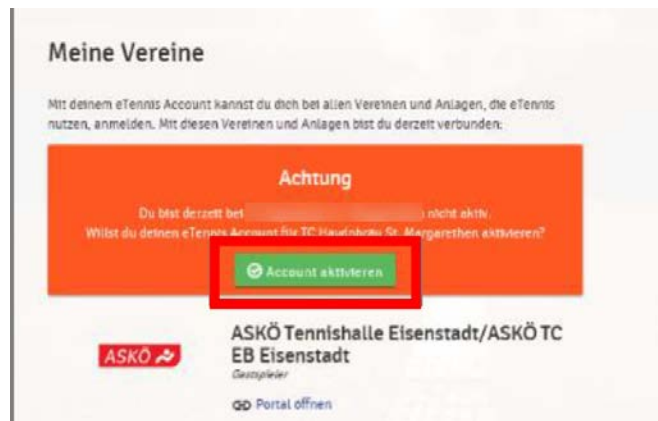 Meine Vereine
Mit deinem eTennis Account kannst du dich bei allen Vereinen und Anlagen, die eTennis
nutzen, anmelden. Mit diesen Vereinen und Anlagen bist du derzeit verbunden:
Achtung
Du bist derzeit bei nicht aktiv.
Willst du deinen eTennis Account für TC St. Margarethen aktivieren?
Account aktivieren
ASKÖ
ASKÖ Tennishalle Eisenstadt/ASKÖ TC
EB Eisenstadt
Gastspieler
Portal öffnen